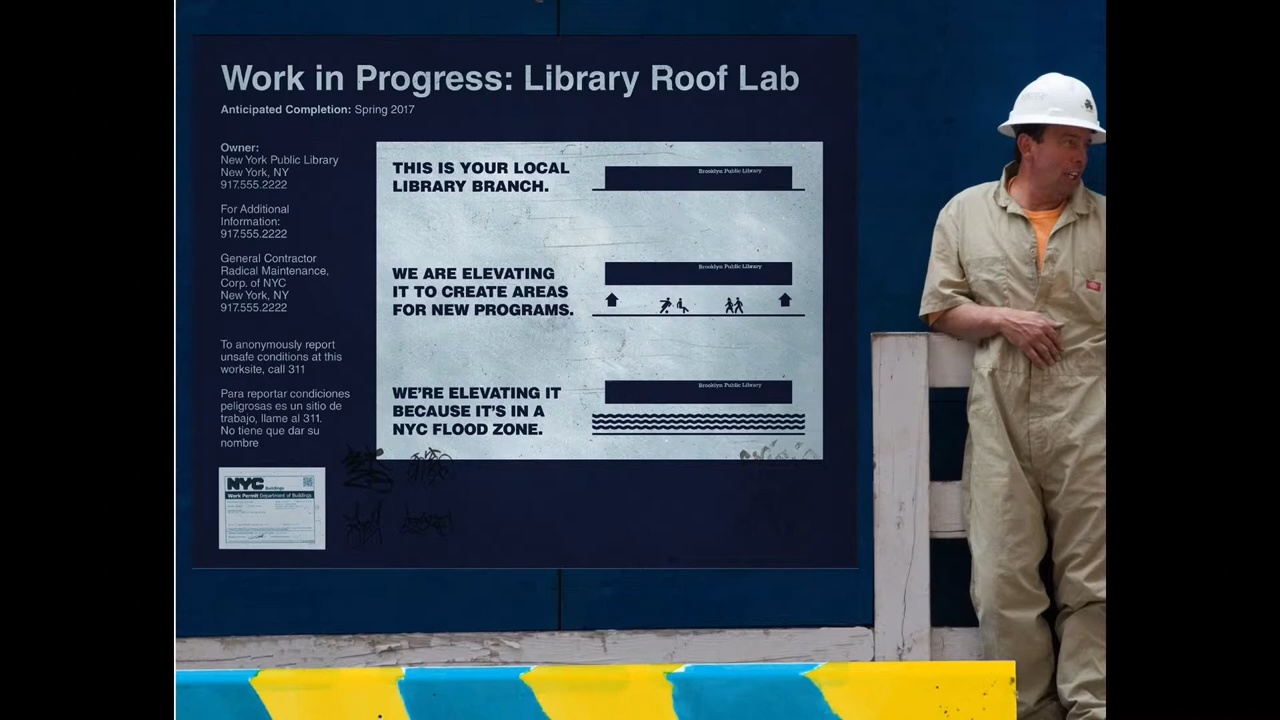 Work in Progress: Library Roof Lab
Anticipated Completion: Spring 2017
Owner:
New York Public Library
New York, NY
917.555.2222
For Additional
Information:
917.555.2222
General Contractor
Radical Maintenance,
Corp. of NYC
New York, NY
917.555.2222
To anonymously report
unsafe conditions at this
worksite, call 311
Para reportar condiciones
peligrosas es un sitio de
trabajo, llame al 311.
No tiene que dar su
nombre
THIS IS YOUR LOCAL
LIBRARY BRANCH.
Brooklyn Public Library
WE ARE ELEVATING
IT TO CREATE AREAS
FOR NEW PROGRAMS.
Brooklyn Public Library
WE'RE ELEVATING IT
BECAUSE IT'S IN A
NYC FLOOD ZONE.
Brooklyn Public Library
NYC Buildings
Work Permit Department of Buildings